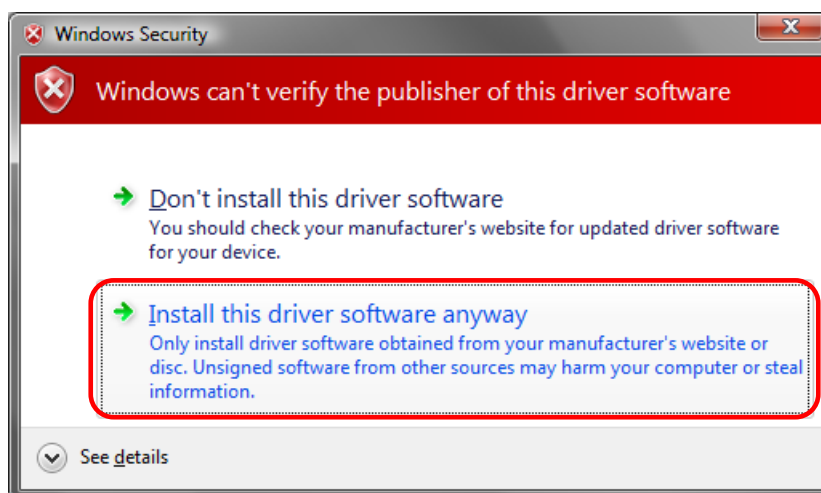 Windows Security
Windows can't verify the publisher of this driver software
Don't install this driver software
You should check your manufacturer's website for updated driver software
for your device.
Install this driver software anyway
Only install driver software obtained from your manufacturer's website or
disc. Unsigned software from other sources may harm your computer or steal
information.
See details